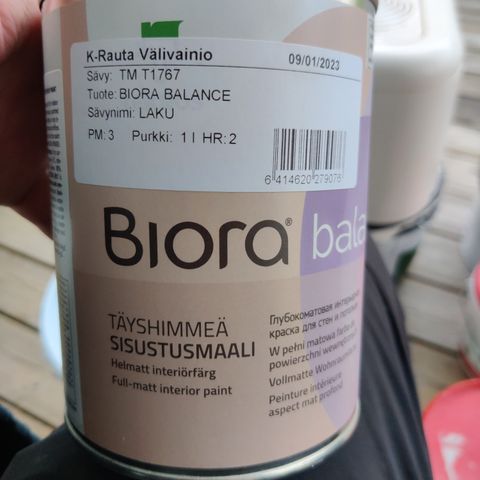 K-Rauta Välivainio
09/01/2023
Sävy: TM T1767
Tuote: BIORA BALANCE
Sävynimi: LAKU
PM: 3 Purkki: 1 l HR: 2
6 414620 279076
BIORA® bala
TÄYSHIMMEÄ
SISUSTUSMAALI
Helmatt interiörfärg
Full-matt interior paint
Глубокоматовая интерьерная
краска для стен и потолков
W pełni matowa farba do
powierzchni wewnętrznych
Vollmatte Wohnraumfarbe
Peinture intérieure
aspect mat profond